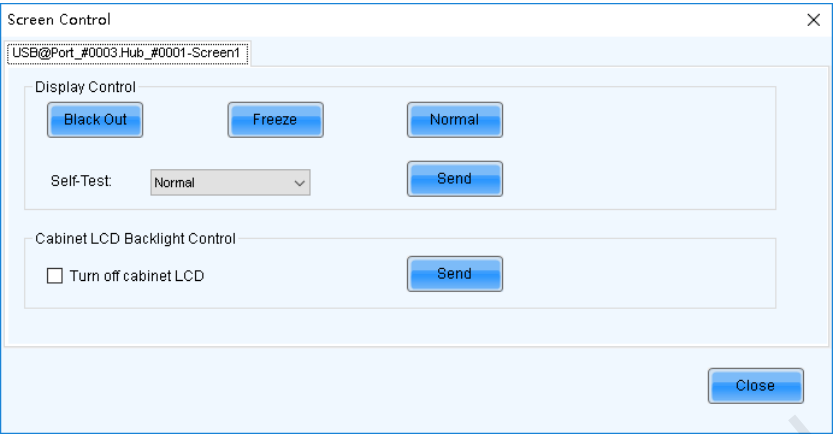 Screen Control
USB@Port_#0003.Hub_#0001-Screen1
Display Control
Black Out Freeze Normal
Self-Test: Normal Send
Cabinet LCD Backlight Control
Turn off cabinet LCD Send
Close